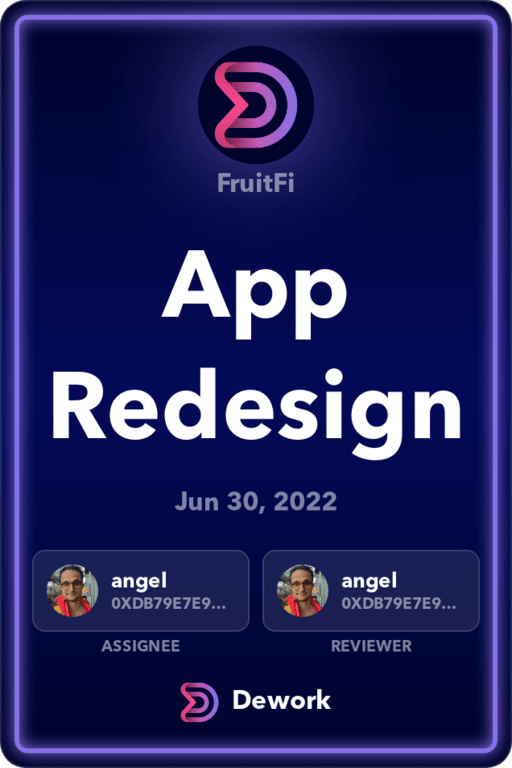 FruitFi
App
Redesign
Jun 30, 2022
angel
0XDB79E7E9...
angel
0XDB79E7E9...
ASSIGNEE
REVIEWER
Dework